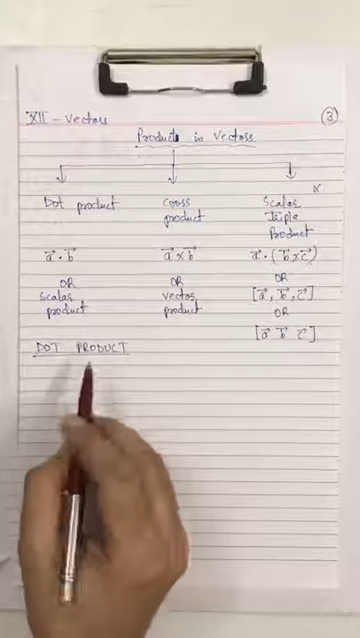 XII - Vectors
(3)
Product in Vectors
Dot product
cross product
Scalar Triple Product
x
a⃗ · b⃗
a⃗ × b⃗
a⃗ · (b⃗ × c⃗)
OR
OR
OR
Scalar product
vector product
[a⃗, b⃗, c⃗]
OR
[a⃗ b⃗ c⃗]
DOT PRODUCT